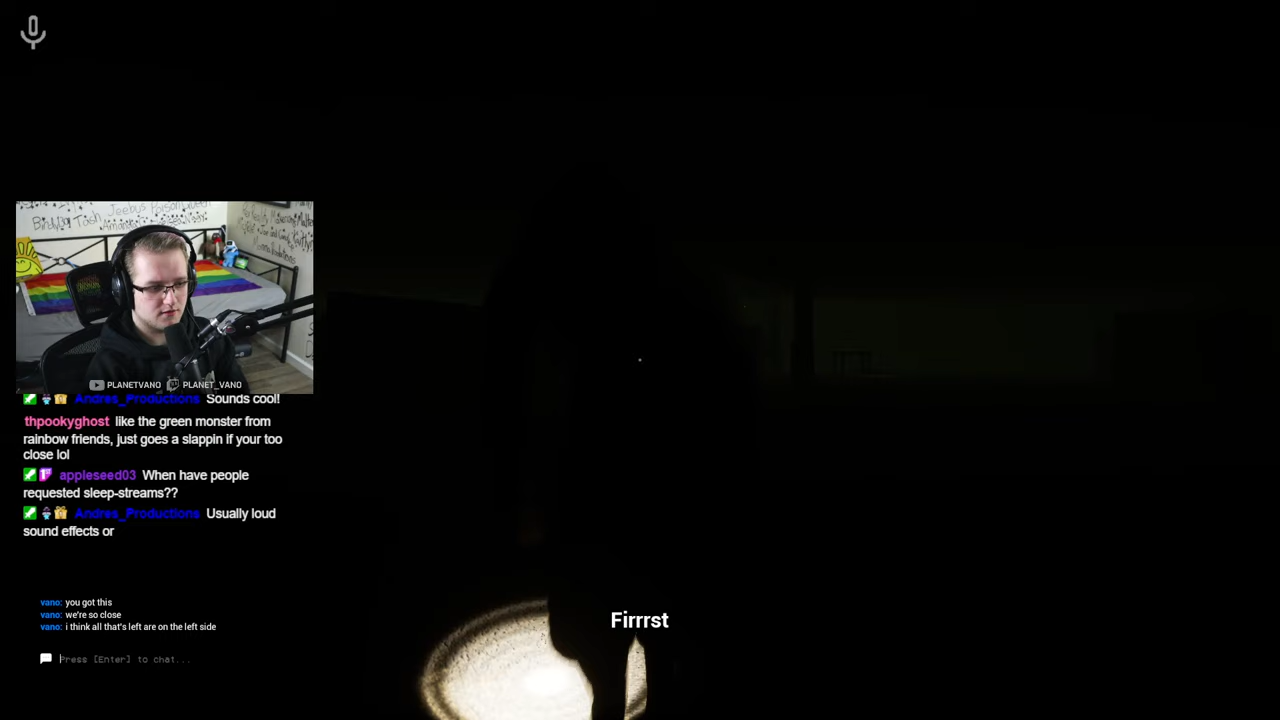 Jeebus
Birdy Tash
PLANETVANO PLANET_VANO
Andres_Productions Sounds cool!
thpookyghost like the green monster from
rainbow friends, just goes a slappin if your too
close lol
appleseed03 When have people
requested sleep-streams??
Andres_Productions Usually loud
sound effects or
vano: you got this
vano: we're so close
vano: i think all that's left are on the left side
Press [Enter] to chat...
Firrrst